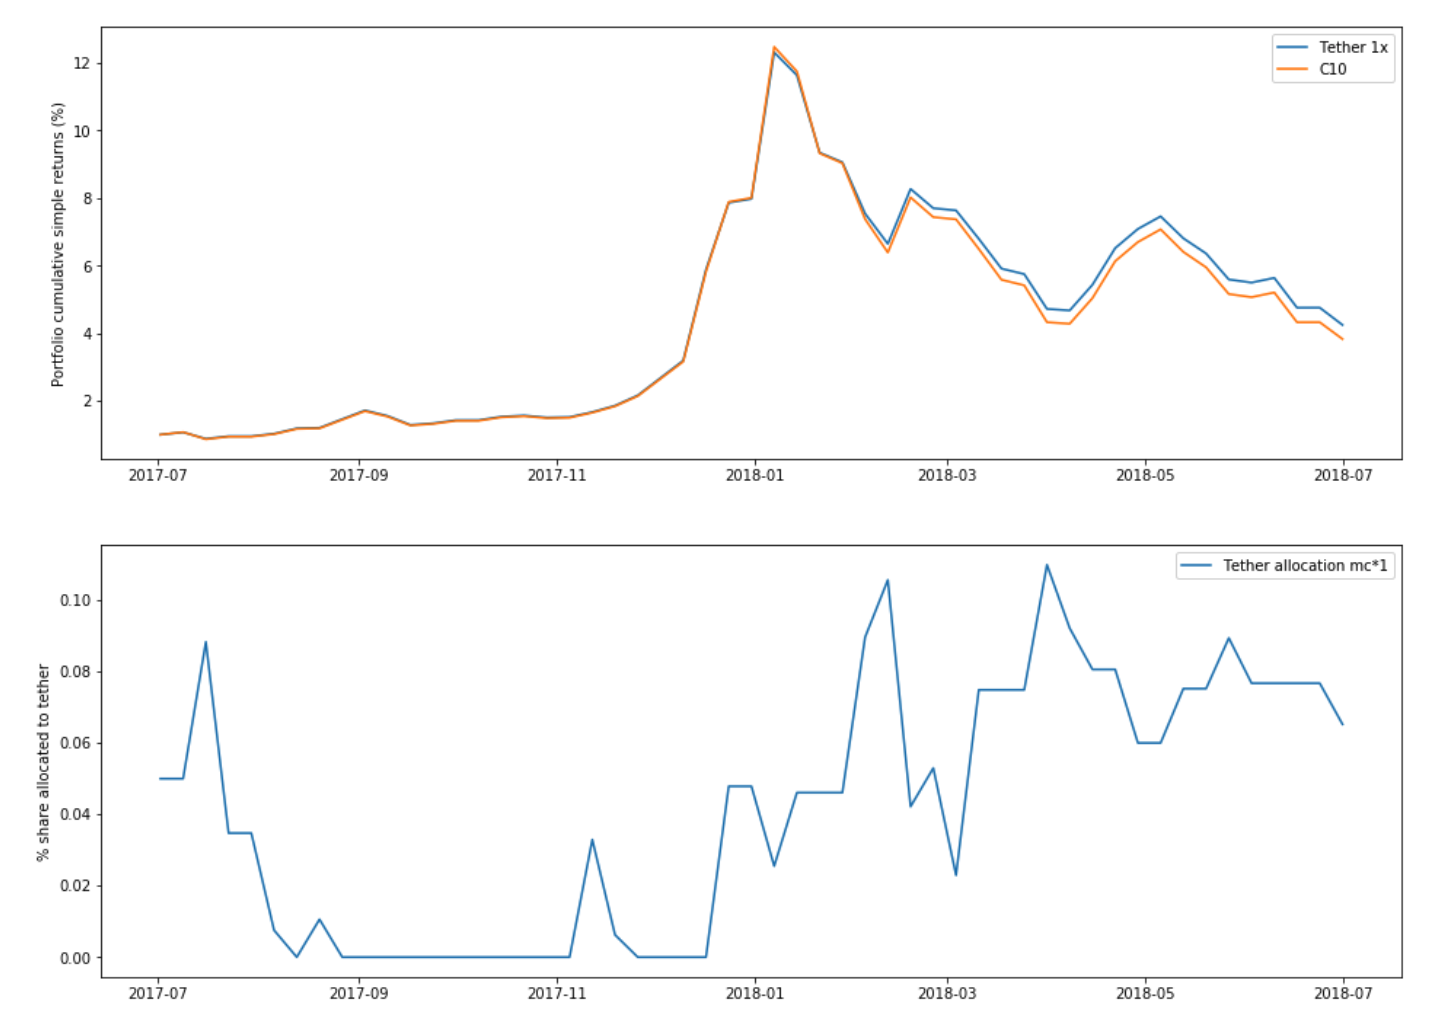 Portfolio cumulative simple returns (%)
12
10
8
6
4
2
Tether 1x
C10
2017-07 2017-09 2017-11 2018-01 2018-03 2018-05 2018-07
% share allocated to tether
0.10
0.08
0.06
0.04
0.02
0.00
Tether allocation mc*1
2017-07 2017-09 2017-11 2018-01 2018-03 2018-05 2018-07